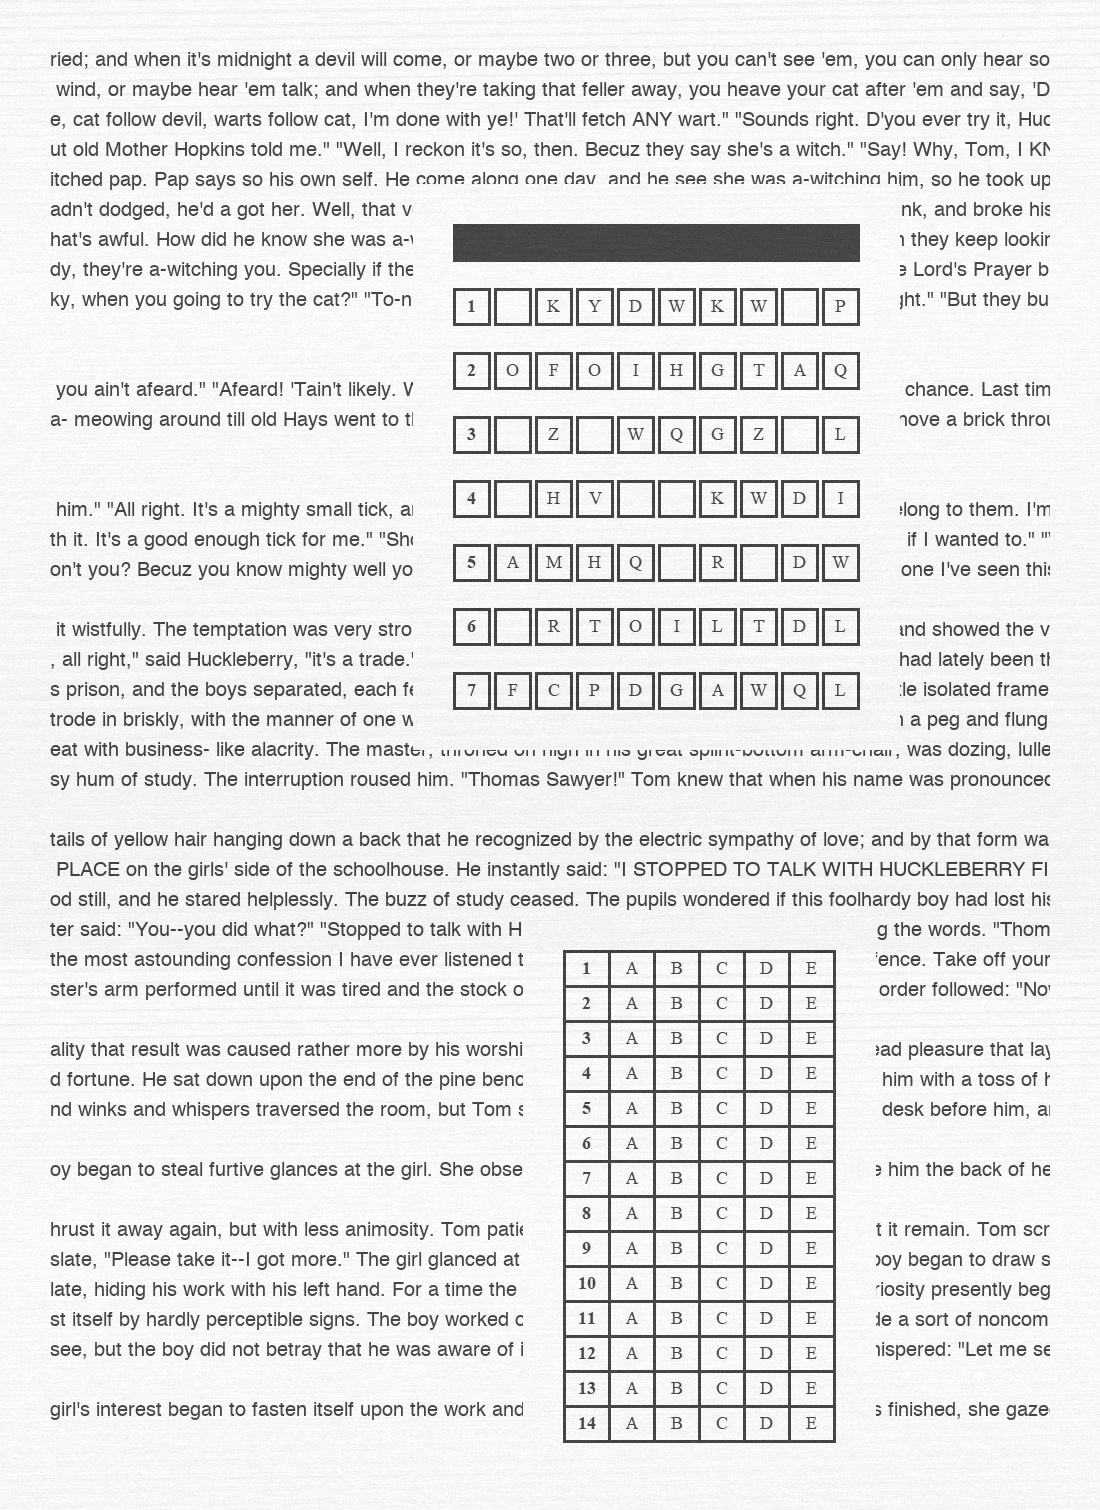 ried; and when it's midnight a devil will come, or maybe two or three, but you can't see 'em, you can only hear so
wind, or maybe hear 'em talk; and when they're taking that feller away, you heave your cat after 'em and say, 'D
e, cat follow devil, warts follow cat, I'm done with ye!' That'll fetch ANY wart." "Sounds right. D'you ever try it, Huc
ut old Mother Hopkins told me." "Well, I reckon it's so, then. Becuz they say she's a witch." "Say! Why, Tom, I KN
itched pap. Pap says so his own self. He come along one day, and he see she was a-witching him, so he took up
adn't dodged, he'd a got her. Well, that v nk, and broke his
hat's awful. How did he know she was a-w they keep lookin
dy, they're a-witching you. Specially if the e Lord's Prayer b
ky, when you going to try the cat?" "To-n ght." "But they bu
you ain't afeard." "Afeard! 'Tain't likely. W chance. Last tim
a- meowing around till old Hays went to th move a brick throu
him." "All right. It's a mighty small tick, an elong to them. I'm
th it. It's a good enough tick for me." "Sho if I wanted to." "
on't you? Becuz you know mighty well yo one I've seen this
it wistfully. The temptation was very stro and showed the v
, all right," said Huckleberry, "it's a trade." had lately been th
s prison, and the boys separated, each fe tle isolated frame
trode in briskly, with the manner of one w n a peg and flung
eat with business- like alacrity. The master, throned on high in his great splint-bottom arm-chair, was dozing, lulle
sy hum of study. The interruption roused him. "Thomas Sawyer!" Tom knew that when his name was pronounced
1 K Y D W K W P
2 O F O I H G T A Q
3 Z W Q G Z L
4 H V K W D I
5 A M H Q R D W
6 R T O I L T D L
7 F C P D G A W Q L
tails of yellow hair hanging down a back that he recognized by the electric sympathy of love; and by that form wa
PLACE on the girls' side of the schoolhouse. He instantly said: "I STOPPED TO TALK WITH HUCKLEBERRY FI
od still, and he stared helplessly. The buzz of study ceased. The pupils wondered if this foolhardy boy had lost his
ter said: "You--you did what?" "Stopped to talk with H g the words. "Thom
the most astounding confession I have ever listened t fence. Take off your
ster's arm performed until it was tired and the stock o order followed: "Now
ality that result was caused rather more by his worshi ead pleasure that lay
d fortune. He sat down upon the end of the pine benc him with a toss of h
nd winks and whispers traversed the room, but Tom s desk before him, an
oy began to steal furtive glances at the girl. She obse e him the back of he
hrust it away again, but with less animosity. Tom patie t it remain. Tom scr
slate, "Please take it--I got more." The girl glanced at boy began to draw s
late, hiding his work with his left hand. For a time the riosity presently beg
st itself by hardly perceptible signs. The boy worked o de a sort of noncom
see, but the boy did not betray that he was aware of i hispered: "Let me se
girl's interest began to fasten itself upon the work and s finished, she gaze
1 A B C D E
2 A B C D E
3 A B C D E
4 A B C D E
5 A B C D E
6 A B C D E
7 A B C D E
8 A B C D E
9 A B C D E
10 A B C D E
11 A B C D E
12 A B C D E
13 A B C D E
14 A B C D E